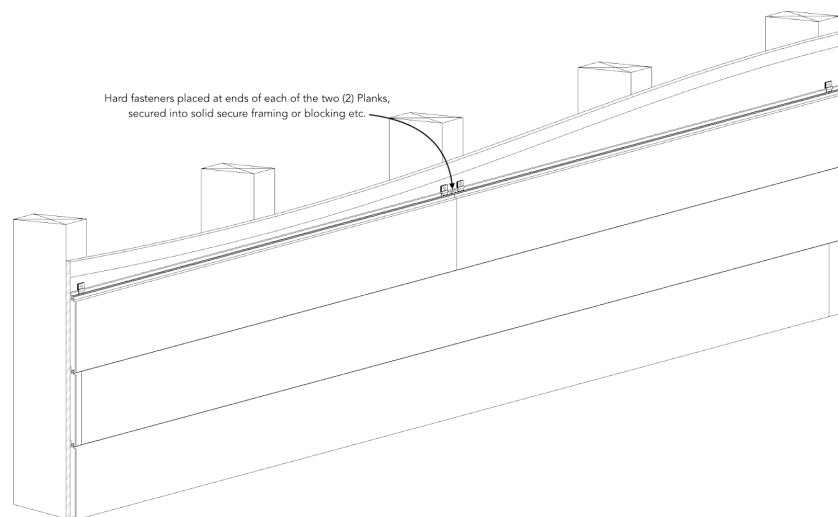 Hard fasteners placed at ends of each of the two (2) Planks,
secured into solid secure framing or blocking etc.